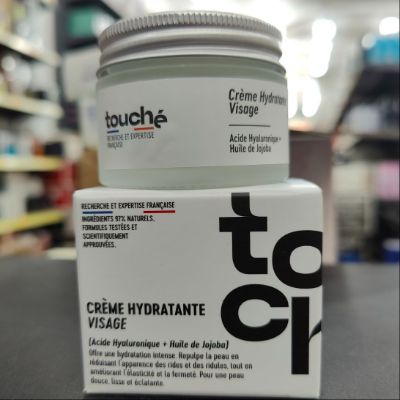 touché
RECHERCHE ET EXPERTISE
FRANÇAISE
Crème Hydratante
Visage
Acide Hyaluronique +
Huile de Jojoba
RECHERCHE ET EXPERTISE FRANÇAISE
INGRÉDIENTS 97% NATURELS.
FORMULES TESTÉES ET
SCIENTIFIQUEMENT
APPROUVÉES.
to
ch
CRÈME HYDRATANTE
VISAGE
(Acide Hyaluronique + Huile de Jojoba)
Offre une hydratation intense. Repulpe la peau en
réduisant l'apparence des rides et des ridules, tout en
améliorant l'élasticité et la fermeté. Pour une peau
douce, lisse et éclatante.